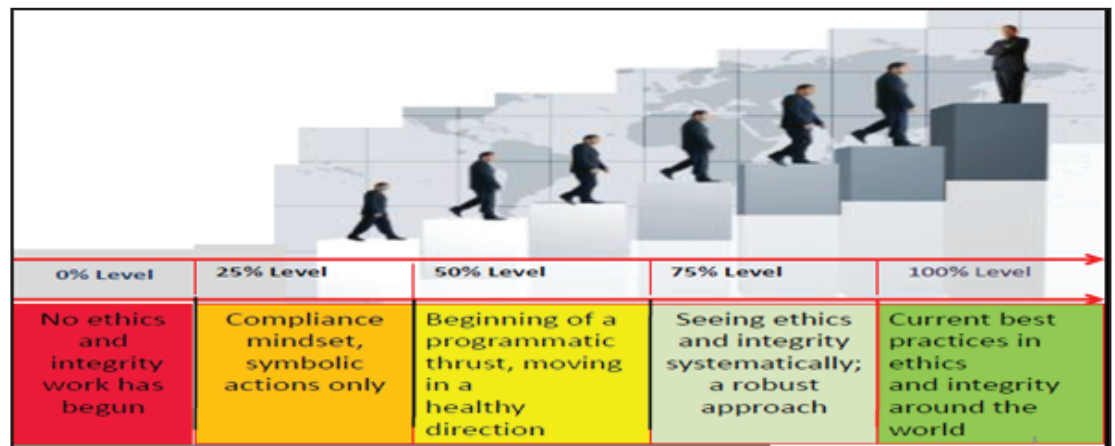 0% Level
25% Level
50% Level
75% Level
100% Level
No ethics
and
integrity
work has
begun
Compliance
mindset,
symbolic
actions only
Beginning of a
programmatic
thrust, moving
in a
healthy
direction
Seeing ethics
and integrity
systematically;
a robust
approach
Current best
practices in
ethics
and integrity
around the
world